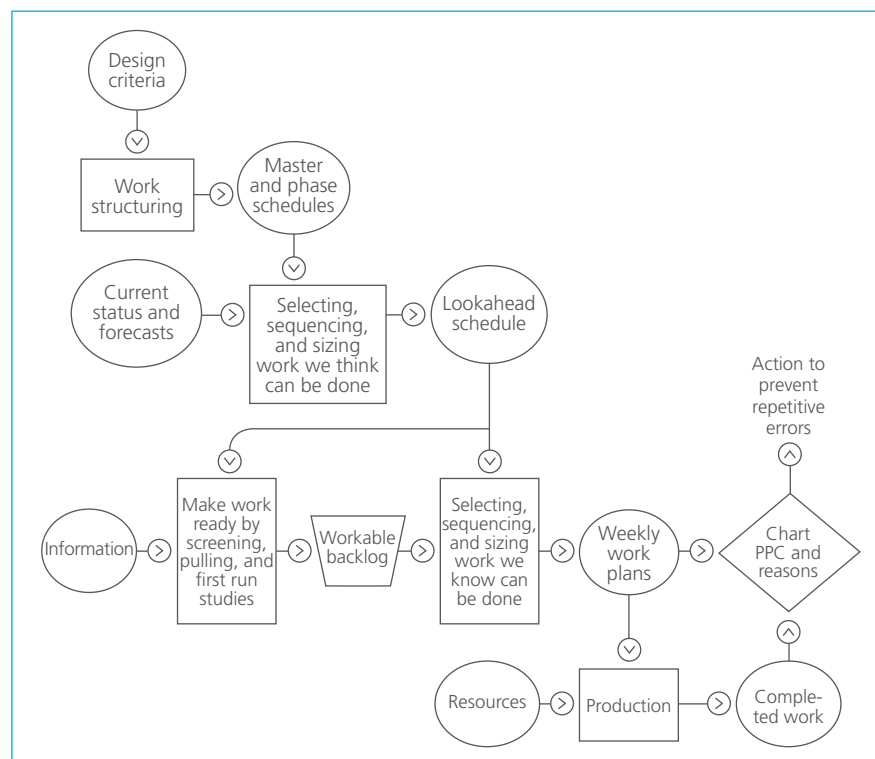 Design
criteria
Work
structuring
Master
and phase
schedules
Current
status and
forecasts
Selecting,
sequencing,
and sizing
work we think
can be done
Lookahead
schedule
Action to
prevent
repetitive
errors
Information
Make work
ready by
screening,
pulling, and
first run
studies
Workable
backlog
Selecting,
sequencing,
and sizing
work we
know can
be done
Weekly
work
plans
Chart
PPC and
reasons
Resources
Production
Comple-
ted work